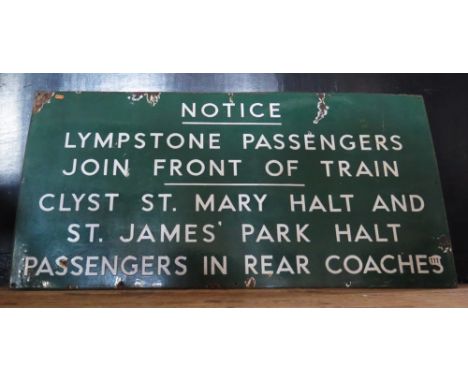 NOTICE
LYMPSTONE PASSENGERS
JOIN FRONT OF TRAIN
CLYST ST. MARY HALT AND
ST. JAMES' PARK HALT
PASSENGERS IN REAR COACHES